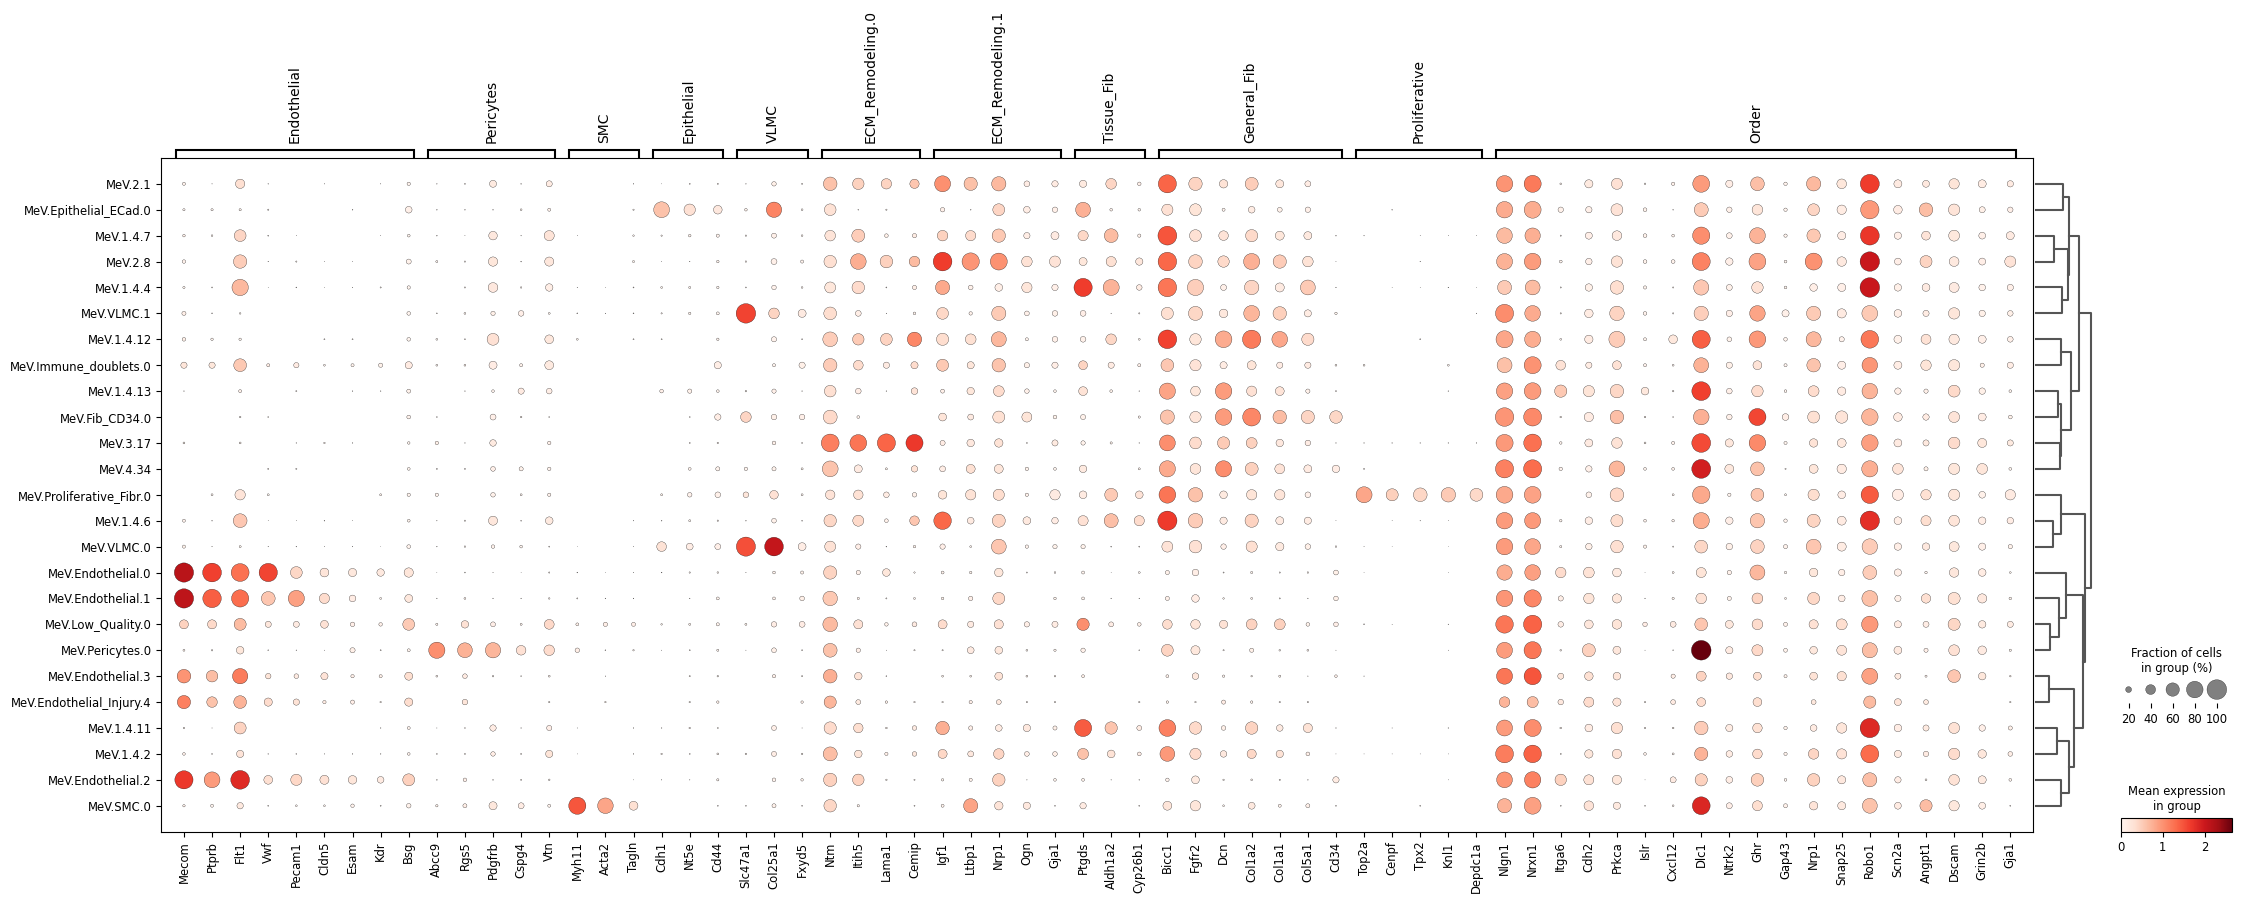 Endothelial
Pericytes
SMC
Epithelial
VLMC
ECM_Remodeling.0
ECM_Remodeling.1
Tissue_Fib
General_Fib
Proliferative
Order
MeV.2.1
MeV.Epithelial_ECad.0
MeV.1.4.7
MeV.2.8
MeV.1.4.4
MeV.VLMC.1
MeV.1.4.12
MeV.Immune_doublets.0
MeV.1.4.13
MeV.Fib_CD34.0
MeV.3.17
MeV.4.34
MeV.Proliferative_Fibr.0
MeV.1.4.6
MeV.VLMC.0
MeV.Endothelial.0
MeV.Endothelial.1
MeV.Low_Quality.0
MeV.Pericytes.0
MeV.Endothelial.3
MeV.Endothelial_Injury.4
MeV.1.4.11
MeV.1.4.2
MeV.Endothelial.2
MeV.SMC.0
Mecom
Ptprb
Flt1
Vwf
Pecam1
Cldn5
Esam
Kdr
Bsg
Abcc9
Rgs5
Pdgfrb
Cspg4
Vtn
Myh11
Acta2
Tagln
Cdh1
Nt5e
Cd44
Slc47a1
Col25a1
Fxyd5
Ntm
Itih5
Lama1
Cemip
Igf1
Ltbp1
Nrp1
Ogn
Gja1
Ptgds
Aldh1a2
Cyp26b1
Bicc1
Fgfr2
Dcn
Col1a2
Col1a1
Col5a1
Cd34
Top2a
Cenpf
Tpx2
Knl1
Depdc1a
Nlgn1
Nrxn1
Itga6
Cdh2
Prkca
Islr
Cxcl12
Dlc1
Ntrk2
Ghr
Gap43
Nrp1
Snap25
Robo1
Scn2a
Angpt1
Dscam
Grin2b
Gja1
Fraction of cells
in group (%)
20 40 60 80 100
Mean expression
in group
0 1 2